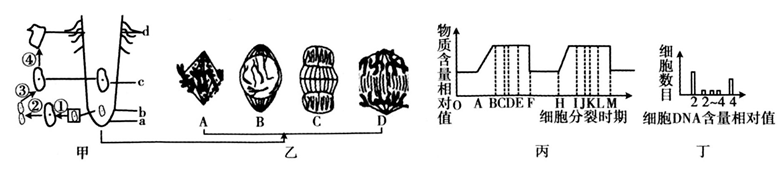 ④
③
②
①
d
c
b
a
甲
A
B
C
D
乙
物质含量相对值
O A BCDE F H IJKLM
细胞分裂时期
丙
细胞数目
2 2~4 4
细胞DNA含量相对值
丁